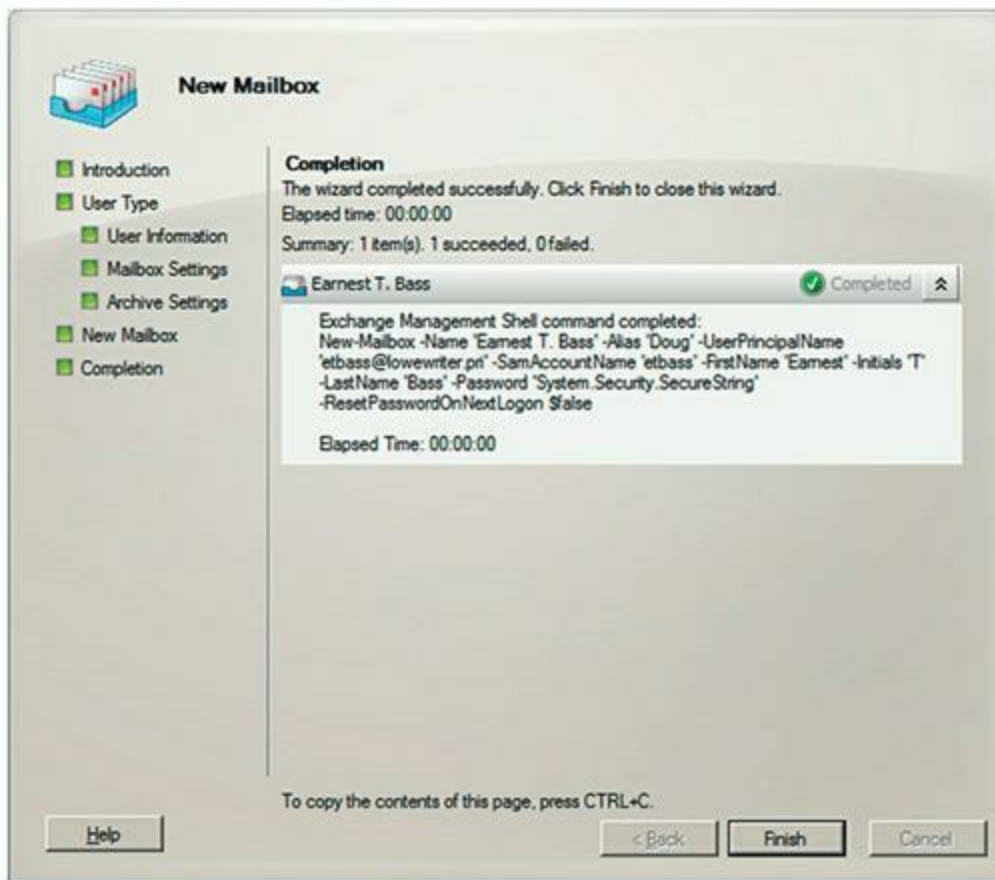 New Mailbox
Introduction
User Type
User Information
Mailbox Settings
Archive Settings
New Mailbox
Completion
Completion
The wizard completed successfully. Click Finish to close this wizard.
Elapsed time: 00:00:00
Summary: 1 item(s). 1 succeeded, 0 failed.
Earnest T. Bass
Completed
Exchange Management Shell command completed:
New-Mailbox -Name 'Earnest T. Bass' -Alias 'Doug' -UserPrincipalName
'etbass@lowewriter.pri' -SamAccountName 'etbass' -FirstName 'Earnest' -Initials 'T'
-LastName 'Bass' -Password 'System.Security.SecureString'
-ResetPasswordOnNextLogon $false
Elapsed Time: 00:00:00
To copy the contents of this page, press CTRL+C.
Help
< Back
Finish
Cancel